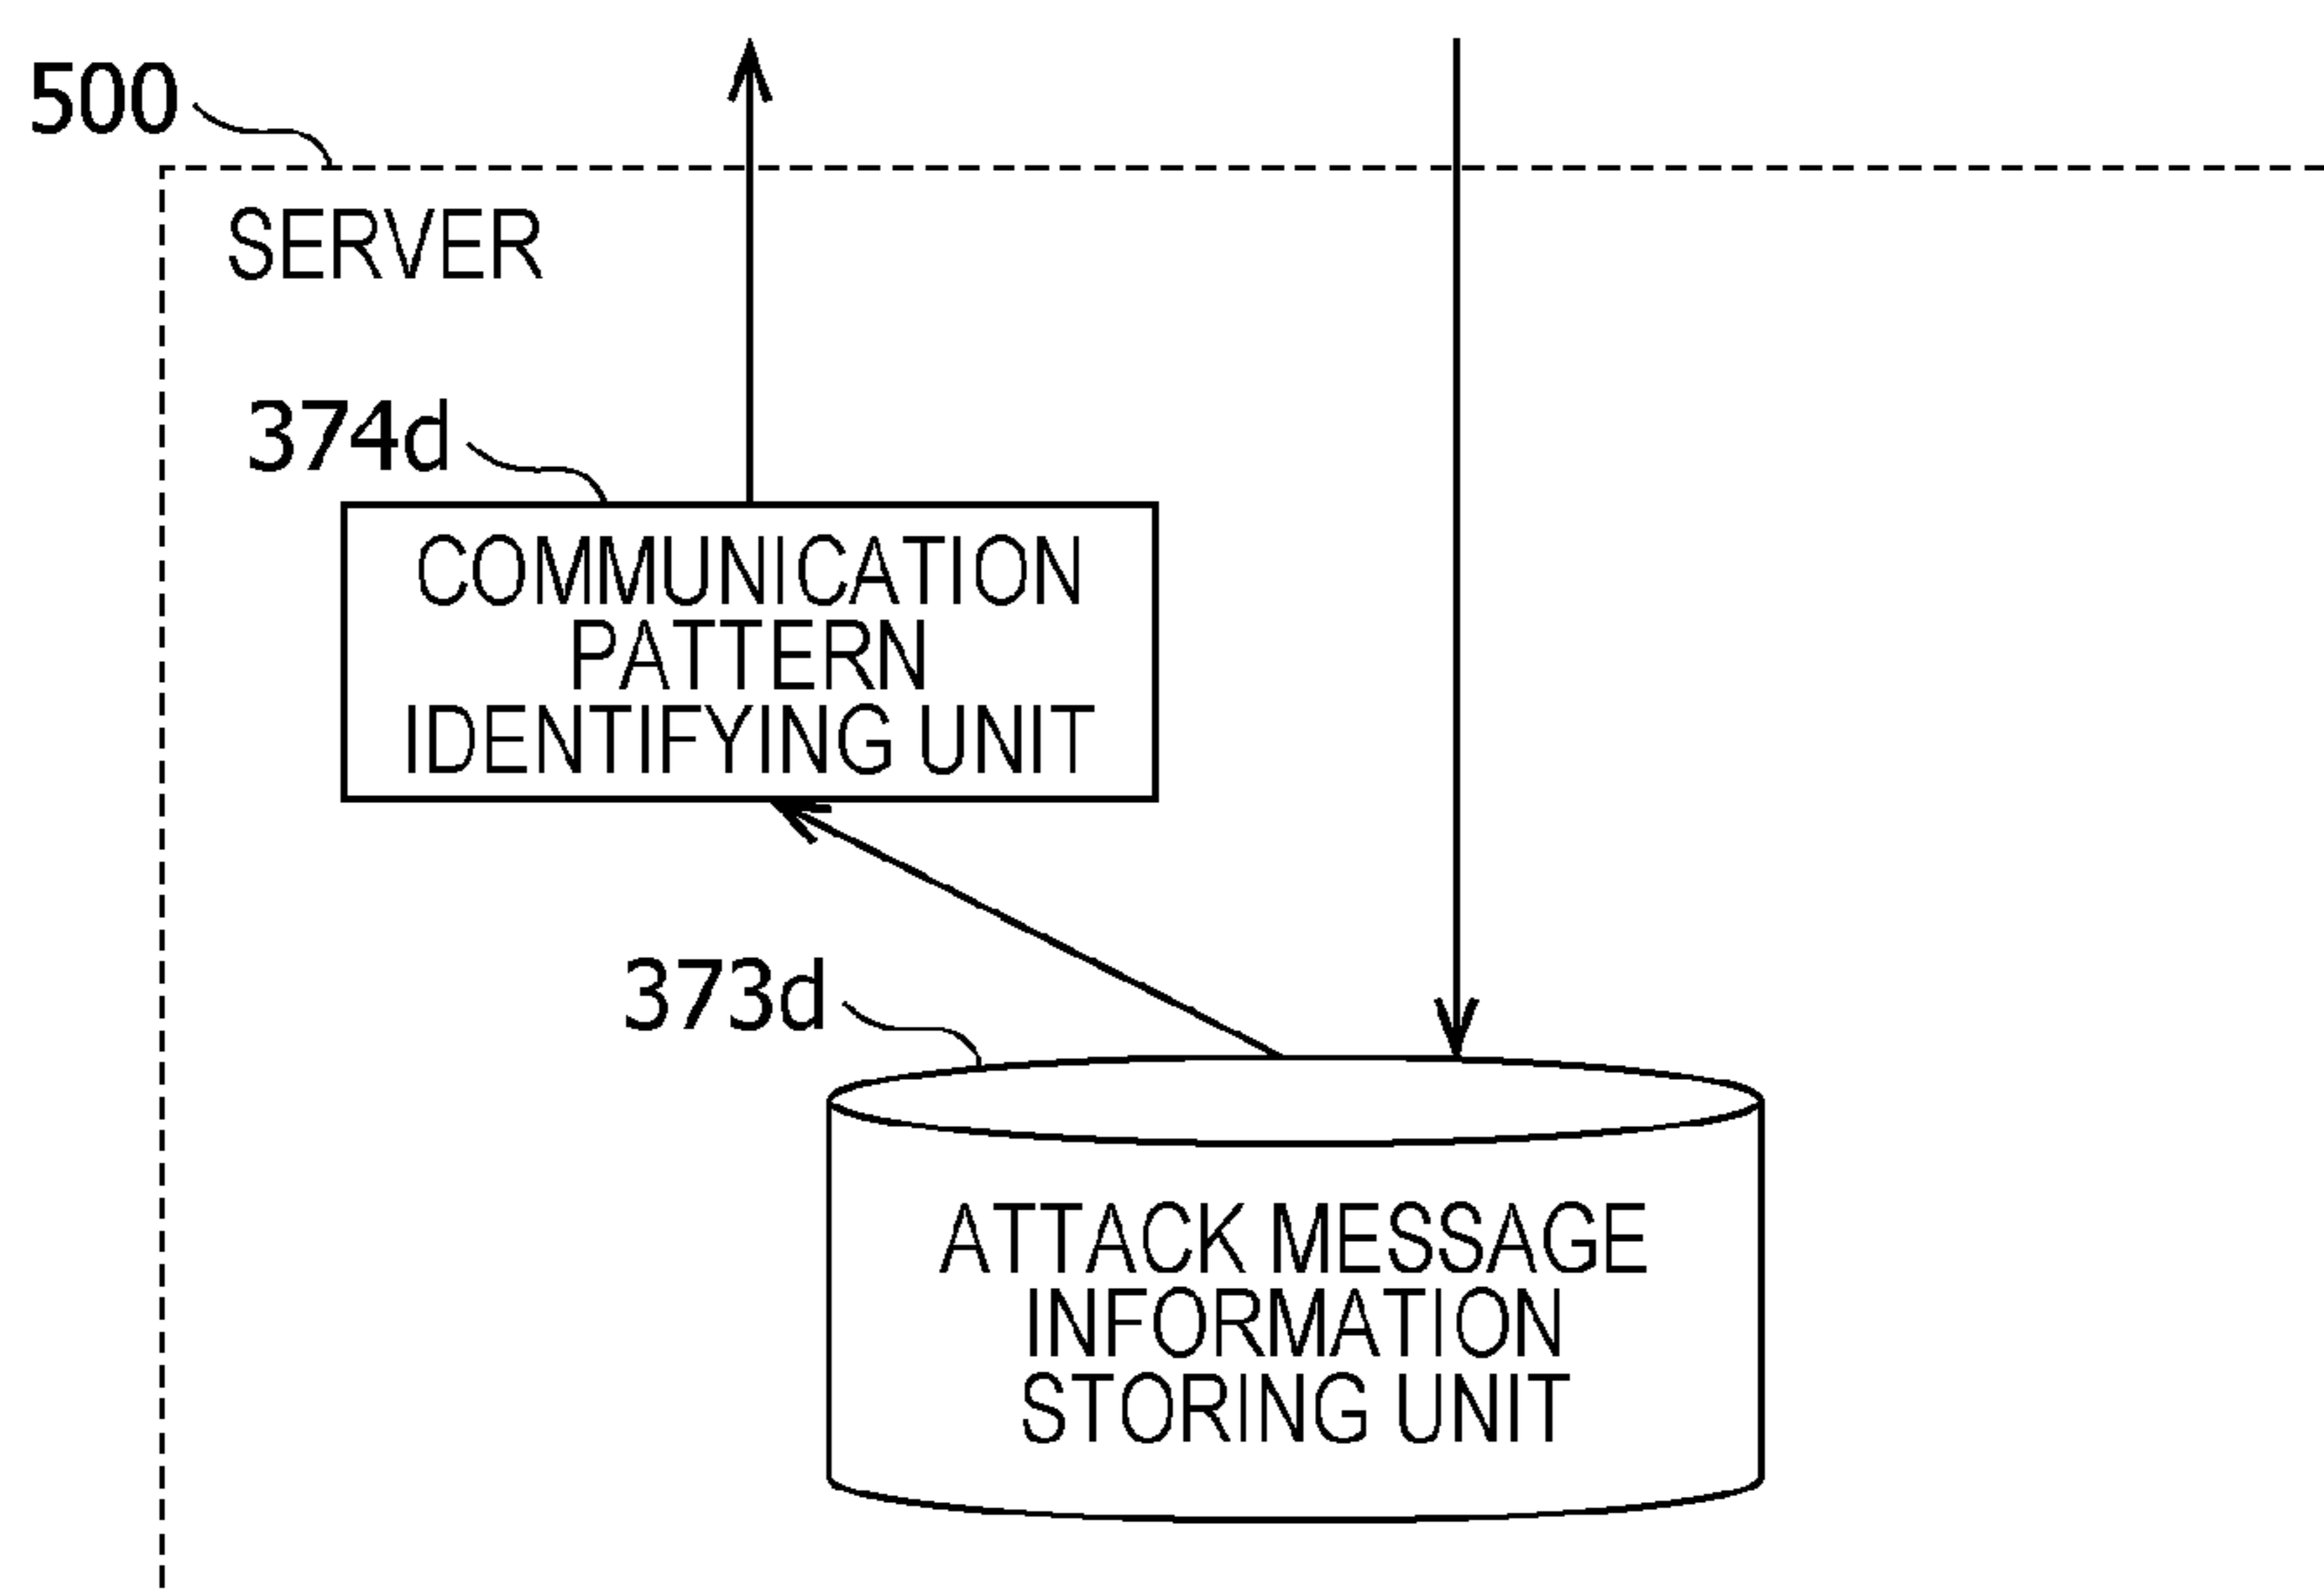 500
SERVER
374d
COMMUNICATION
PATTERN
IDENTIFYING UNIT
373d
ATTACK MESSAGE
INFORMATION
STORING UNIT